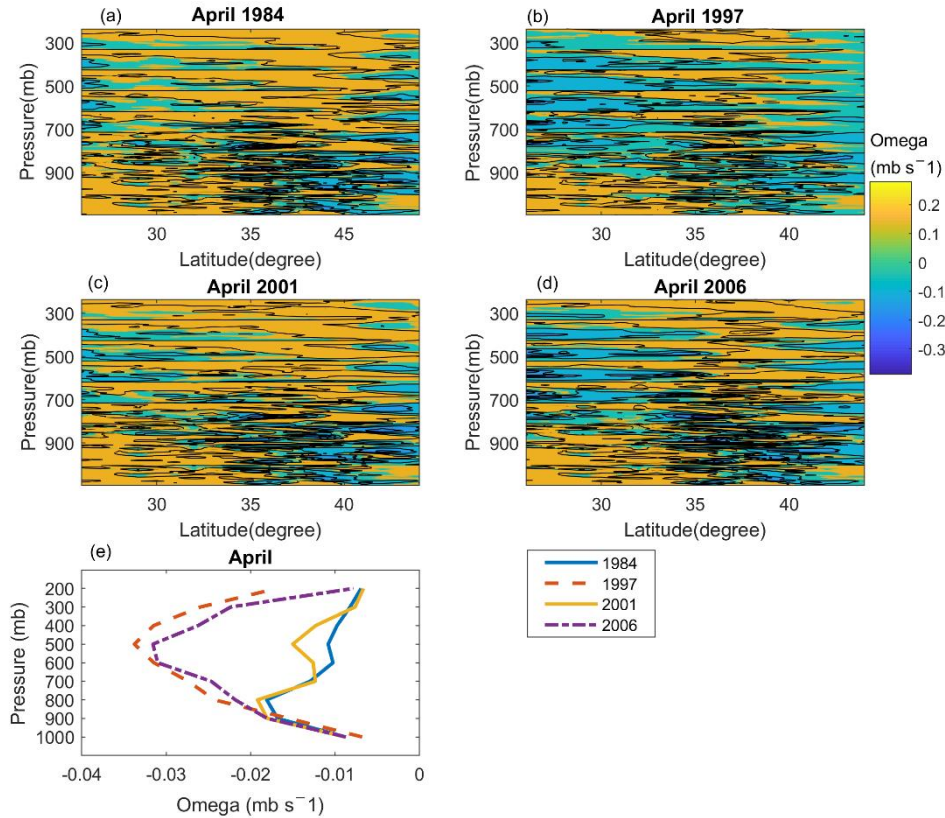 (a)
April 1984
300
500
700
900
Pressure(mb)
30
35
45
Latitude(degree)
(b)
April 1997
300
500
700
900
Pressure(mb)
30
35
40
Latitude(degree)
Omega
(mb s⁻1)
0.2
0.1
0
-0.1
-0.2
-0.3
(c)
April 2001
300
500
700
900
Pressure(mb)
30
35
40
Latitude(degree)
(d)
April 2006
300
500
700
900
Pressure(mb)
30
35
40
Latitude(degree)
(e)
April
200
300
400
500
600
700
800
900
1000
Pressure (mb)
-0.04
-0.03
-0.02
-0.01
0
Omega (mb s⁻1)
1984
1997
2001
2006